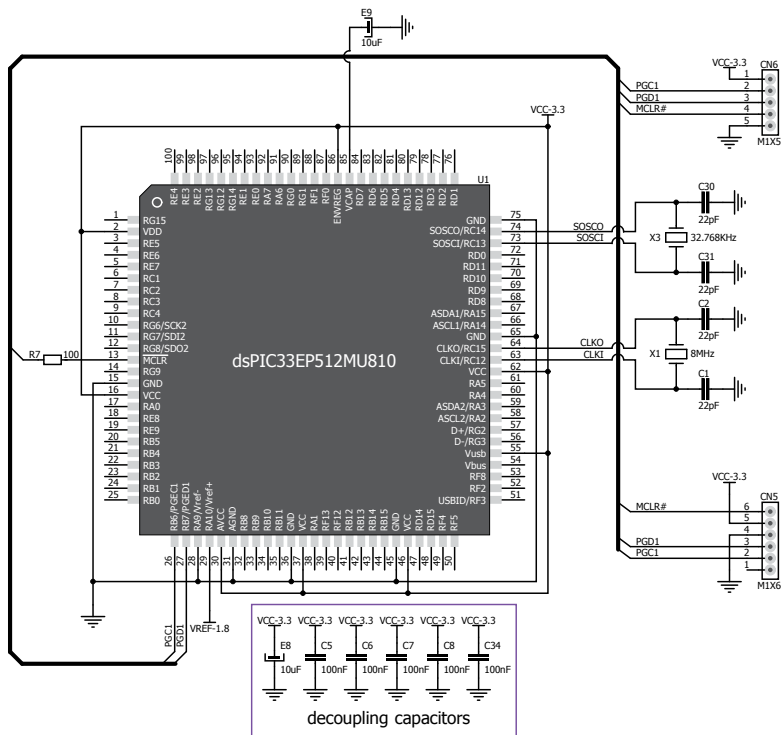 E9
10uF
VCC-3.3
CN6
VCC-3.3
1
PGC1 2
PGD1 3
MCLR# 4
5
M1X5
100 99 98 97 96 95 94 93 92 91 90 89 88 87 86 85 84 83 82 81 80 79 78 77 76
RE4 RE3 RE2 RG13 RG12 RG14 RE1 RE0 RA7 RA6 RG0 RG1 RF1 RF0 ENVREG VCAP RD7 RD6 RD5 RD4 RD13 RD12 RD3 RD2 RD1
U1
1 RG15
2 VDD
3 RE5
4 RE6
5 RE7
6 RC1
7 RC2
8 RC3
9 RC4
10 RG6/SCK2
11 RG7/SDI2
12 RG8/SDO2
13 MCLR
14 RG9
15 GND
16 VCC
17 RA0
18 RE8
19 RE9
20 RB5
21 RB4
22 RB3
23 RB2
24 RB1
25 RB0
R7 100
dsPIC33EP512MU810
GND 75
SOSCO/RC14 74
SOSCI/RC13 73
RD0 72
RD11 71
RD10 70
RD9 69
RD8 68
ASDA1/RA15 67
ASCL1/RA14 66
GND 65
CLKO/RC15 64
CLKI/RC12 63
VCC 62
RA5 61
RA4 60
ASDA2/RA3 59
ASCL2/RA2 58
D+/RG2 57
D-/RG3 56
Vusb 55
Vbus 54
RF8 53
RF2 52
USBID/RF3 51
SOSCO
SOSCI
C30
22pF
X3 32.768KHz
C31
22pF
C2
22pF
CLKO
CLKI
X1 8MHz
C1
22pF
RB6/PGEC1 RB7/PGED1 RA9/Vref- RA10/Vref+ AVCC AGND RB8 RB9 RB10 RB11 GND VCC RA1 RF13 RF12 RB12 RB13 RB14 RB15 GND VCC RD14 RD15 RF4 RF5
26 27 28 29 30 31 32 33 34 35 36 37 38 39 40 41 42 43 44 45 46 47 48 49 50
VCC-3.3
CN5
MCLR# 6
5
4
PGD1 3
PGC1 2
1
M1X6
PGC1
PGD1
VREF-1.8
VCC-3.3 VCC-3.3 VCC-3.3 VCC-3.3 VCC-3.3 VCC-3.3
E8 C5 C6 C7 C8 C34
10uF 100nF 100nF 100nF 100nF 100nF
decoupling capacitors